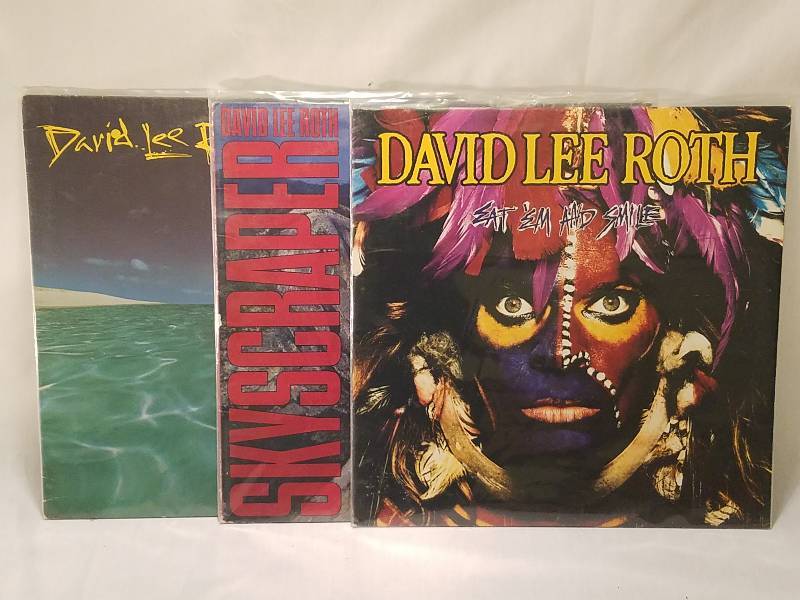 David Lee
DAVID LEE ROTH
SKYSCRAPER
DAVID LEE ROTH
EAT 'EM AND SMILE